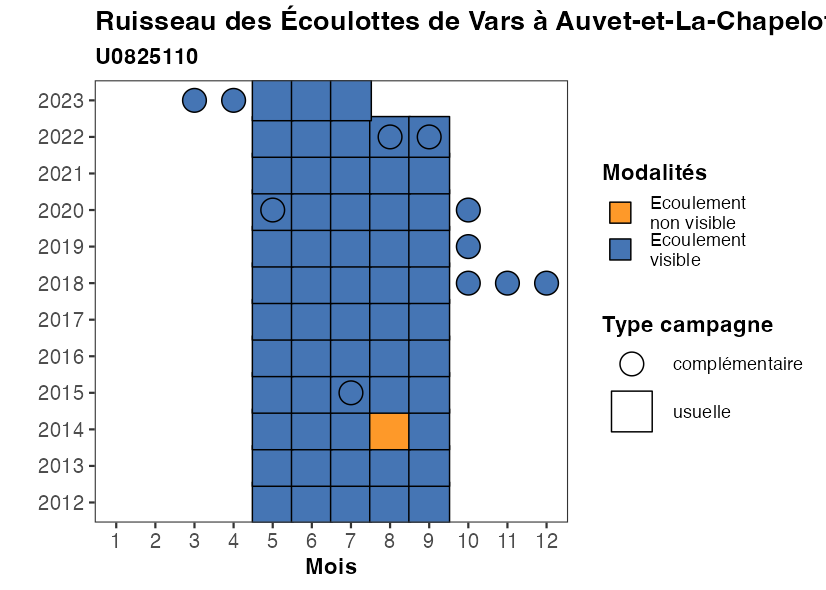 Ruisseau des Écoulottes de Vars à Auvet-et-La-Chapelo
U0825110
2023
2022
2021
2020
2019
2018
2017
2016
2015
2014
2013
2012
1 2 3 4 5 6 7 8 9 10 11 12
Mois
Modalités
Ecoulement
non visible
Ecoulement
visible
Type campagne
complémentaire
usuelle